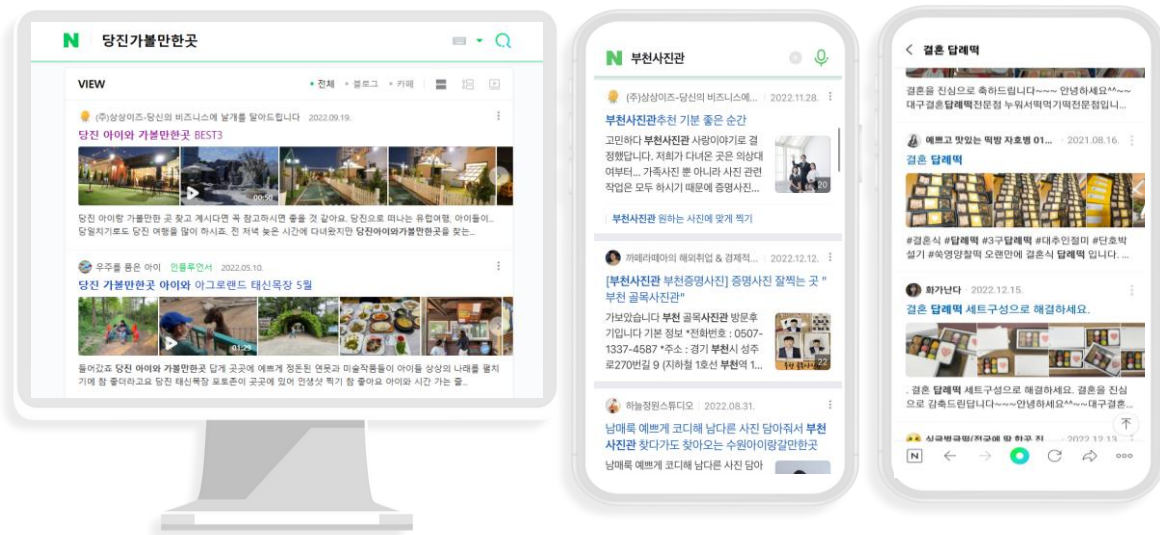 N 당진가볼만한곳
VIEW
전체 블로그 카페
(주)상상이즈-당신의 비즈니스에 날개를 달아드립니다 2022.09.19.
당진 아이와 가볼만한곳 BEST3
00:50
당진 아이랑 가볼만한 곳 찾고 계시다면 꼭 참고하시면 좋을 것 같아요. 당진으로 떠나는 유럽여행, 아이들이...
당일치기로도 당진 여행을 많이 하시죠. 전 저녁 늦은 시간에 다녀왔지만 당진아이와가볼만한곳을 찾는...
우주를 품은 아이 인플루언서 2022.05.10.
당진 가볼만한곳 아이와 아그로랜드 태신목장 5월
01:29
들어갔죠 당진 아이와 가볼만한곳 답게 곳곳에 예쁘게 정돈된 연못과 미술작품들이 아이들 상상의 나래를 펼치
기에 참 좋더라고요 당진 태신목장 포토존이 곳곳에 있어 인생샷 찍기 참 좋아요 아이와 시간 가는 줄...
N 부천사진관
(주)상상이즈-당신의 비즈니스에... 2022.11.28.
부천사진관추천 기분 좋은 순간
고민하다 부천사진관 사랑이야기로 결
정했답니다. 저희가 다녀온 곳은 의상대
여부터... 가족사진 뿐 아니라 사진 관련
작업은 모두 하시기 때문에 증명사진...
20
부천사진관 원하는 사진에 맞게 찍기
까떼라떼아의 해외취업 & 경제적... 2022.12.12.
[부천사진관 부천증명사진] 증명사진 잘찍는 곳 "
부천 골목사진관"
가보았습니다 부천 골목사진관 방문후
기입니다 기본 정보 *전화번호 : 0507-
1337-4587 *주소 : 경기 부천시 성주
로270번길 9 (지하철 1호선 부천역 1...
22
하늘정원스튜디오 2022.08.31.
남매룩 예쁘게 코디해 남다른 사진 담아줘서 부천
사진관 찾다가도 찾아오는 수원아이랑갈만한곳
남매룩 예쁘게 코디해 남다른 사진 담아
결혼 답례떡
결혼을 진심으로 축하드립니다~~~ 안녕하세요^^~~
대구결혼답례떡전문점 누워서떡먹기떡전문점입니...
예쁘고 맛있는 떡방 자호병 01... 2021.08.16.
결혼 답례떡
#결혼식 #답례떡 #3구답례떡 #대추인절미 #단호박
설기 #쑥영양찰떡 오랜만에 결혼식 답례떡 입니다. ...
화가난다 · 2022.12.15.
결혼 답례떡 세트구성으로 해결하세요.
. 결혼 답례떡 세트구성으로 해결하세요. 결혼을 진심
으로 감축드린답니다~~~안녕하세요^^~~대구결혼...
싱글벙글떡(전국에 딱 한곳 진... 2022.12.13.
N